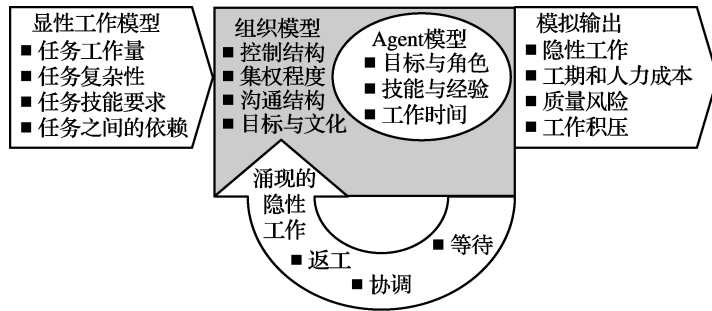 显性工作模型
■ 任务工作量
■ 任务复杂性
■ 任务技能要求
■ 任务之间的依赖
组织模型
■ 控制结构
■ 集权程度
■ 沟通结构
■ 目标与文化
Agent模型
■ 目标与角色
■ 技能与经验
■ 工作时间
模拟输出
■ 隐性工作
■ 工期和人力成本
■ 质量风险
■ 工作积压
涌现的
隐性
工作
■ 返工
■ 协调
■ 等待